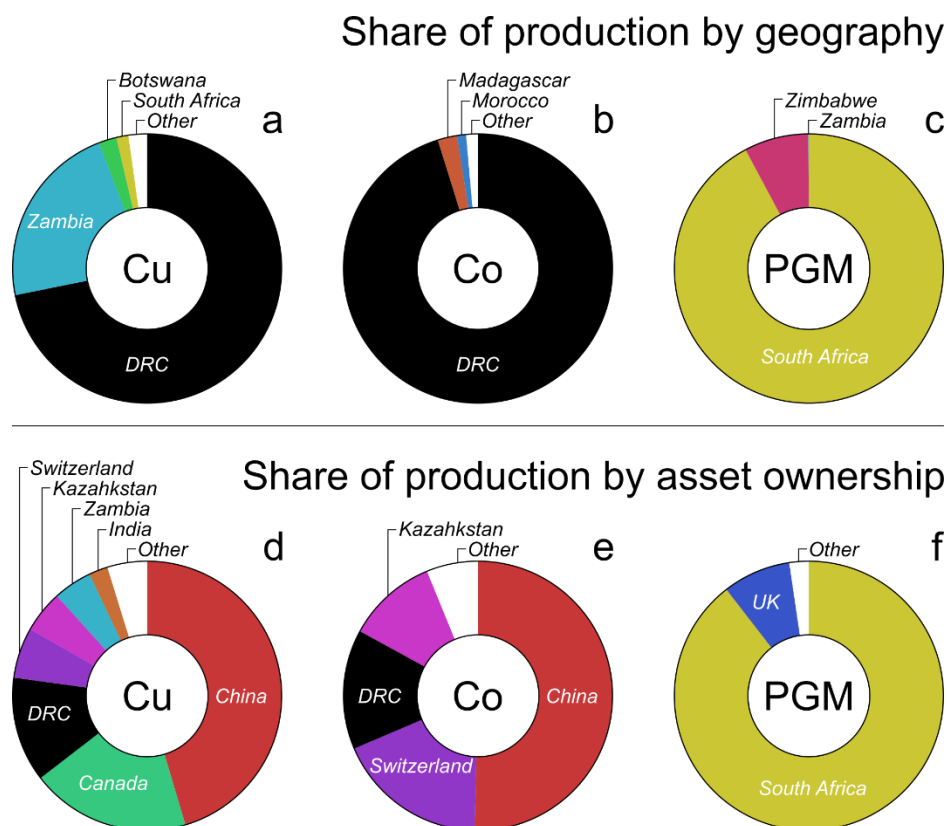 Share of production by geography
Botswana
South Africa
Other
a
Zambia
Cu
DRC
Madagascar
Morocco
Other
b
Co
DRC
Zimbabwe
Zambia
c
PGM
South Africa
Share of production by asset ownership
Switzerland
Kazahkstan
Zambia
India
Other
d
DRC
Cu
China
Canada
Kazahkstan
Other
e
DRC
Co
China
Switzerland
Other
f
UK
PGM
South Africa